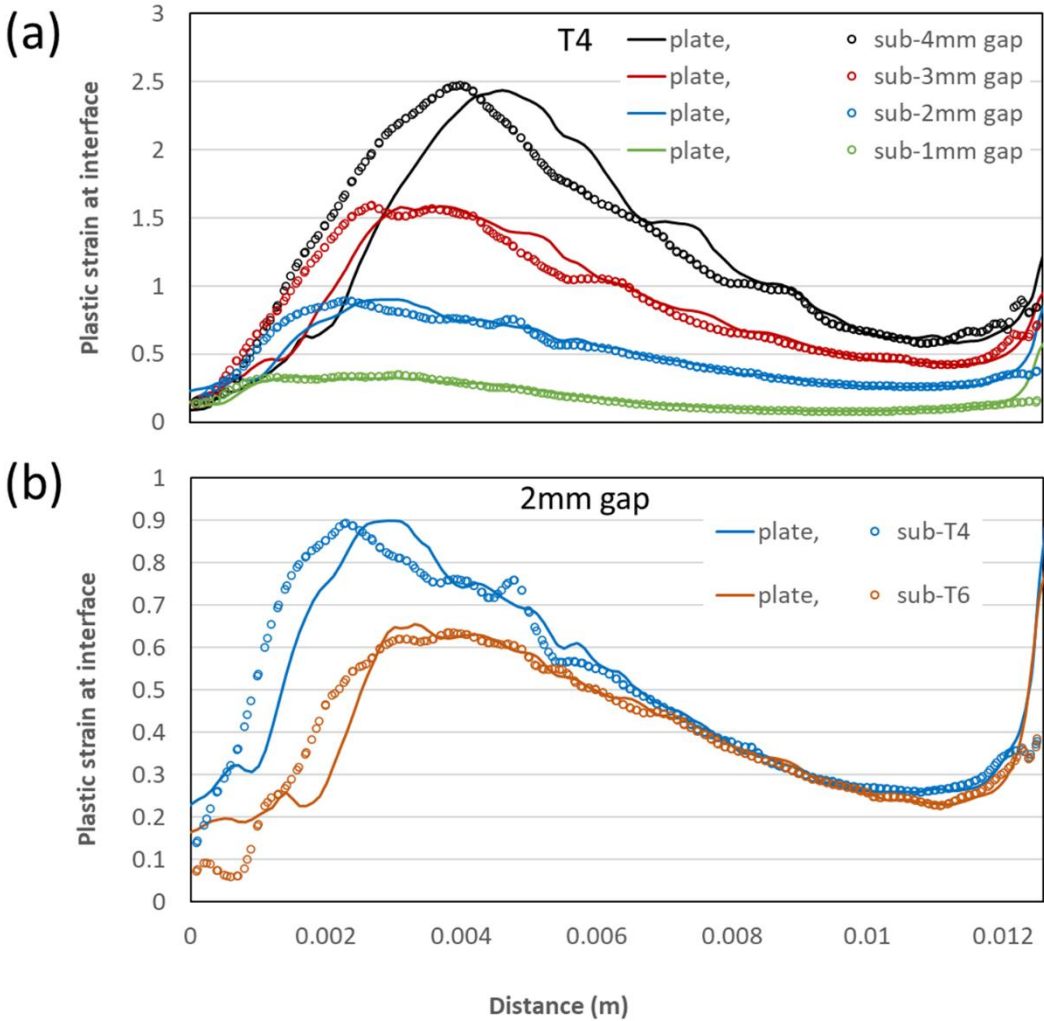 (a)
T4
plate, sub-4mm gap
plate, sub-3mm gap
plate, sub-2mm gap
plate, sub-1mm gap
Plastic strain at interface
3
2.5
2
1.5
1
0.5
0
(b)
2mm gap
plate, sub-T4
plate, sub-T6
Plastic strain at interface
1
0.9
0.8
0.7
0.6
0.5
0.4
0.3
0.2
0.1
0
0 0.002 0.004 0.006 0.008 0.01 0.012
Distance (m)